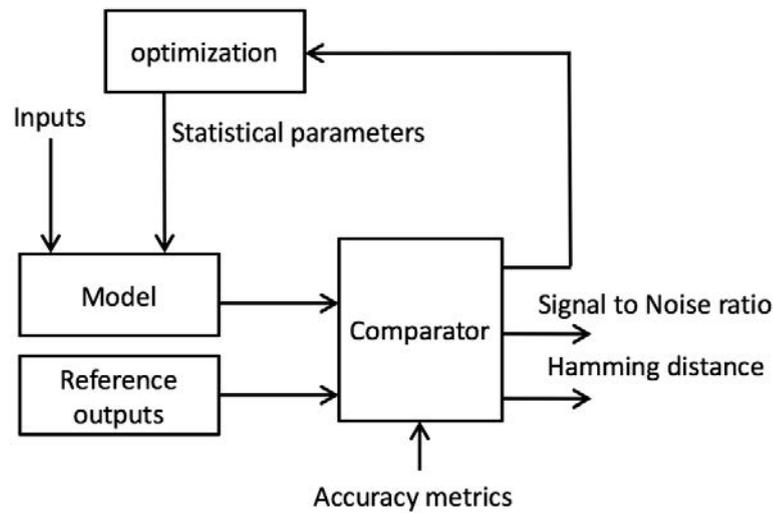 optimization
Inputs
Statistical parameters
Model
Comparator
Signal to Noise ratio
Hamming distance
Reference
outputs
Accuracy metrics